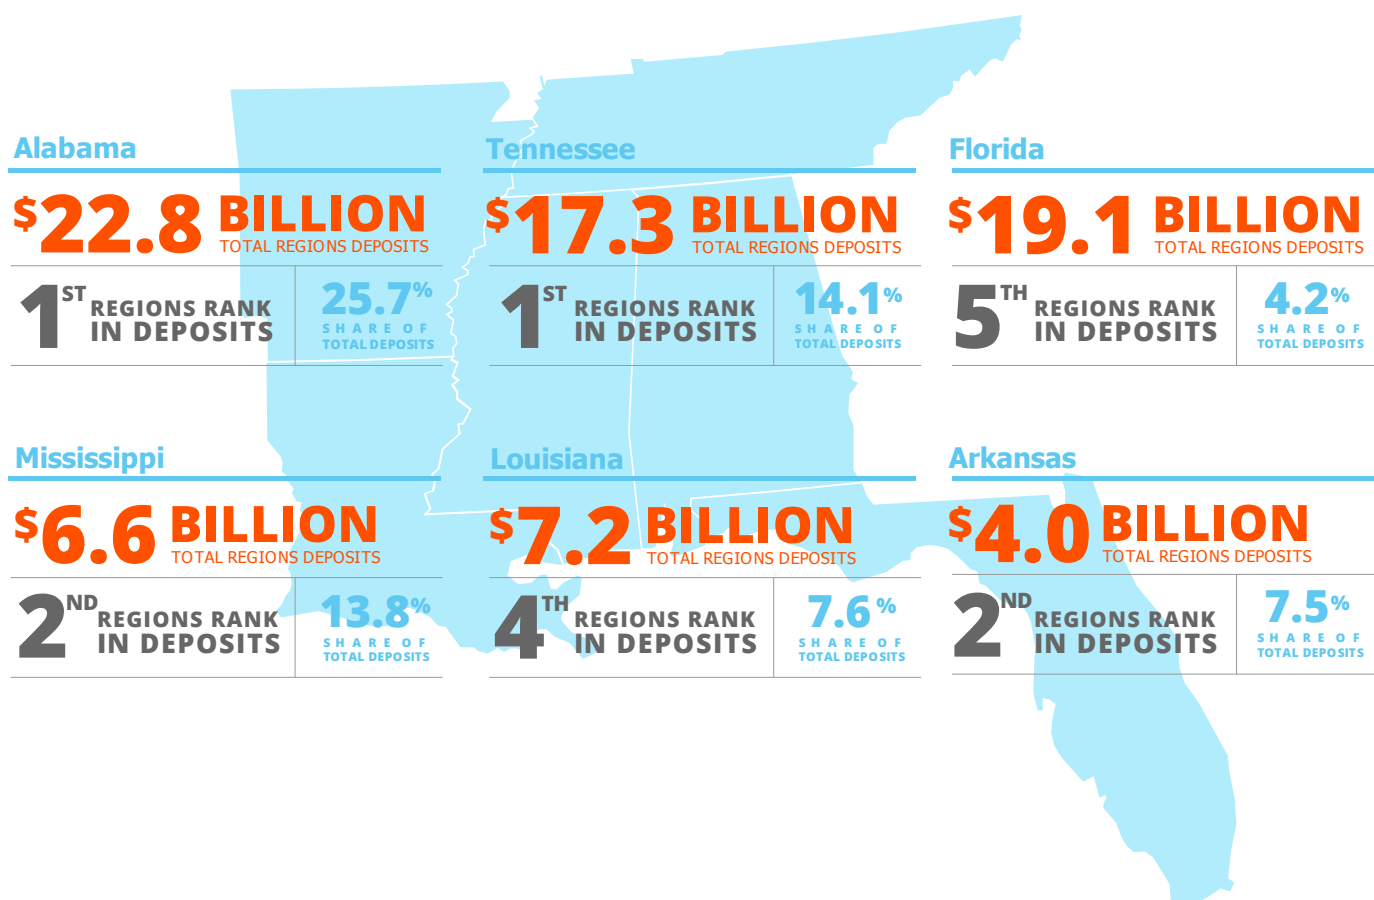 Alabama
$22.8 BILLION
TOTAL REGIONS DEPOSITS
1ST REGIONS RANK
IN DEPOSITS
25.7%
SHARE OF
TOTAL DEPOSITS
Tennessee
$17.3 BILLION
TOTAL REGIONS DEPOSITS
1ST REGIONS RANK
IN DEPOSITS
14.1%
SHARE OF
TOTAL DEPOSITS
Florida
$19.1 BILLION
TOTAL REGIONS DEPOSITS
5TH REGIONS RANK
IN DEPOSITS
4.2%
SHARE OF
TOTAL DEPOSITS
Mississippi
$6.6 BILLION
TOTAL REGIONS DEPOSITS
2ND REGIONS RANK
IN DEPOSITS
13.8%
SHARE OF
TOTAL DEPOSITS
Louisiana
$7.2 BILLION
TOTAL REGIONS DEPOSITS
4TH REGIONS RANK
IN DEPOSITS
7.6%
SHARE OF
TOTAL DEPOSITS
Arkansas
$4.0 BILLION
TOTAL REGIONS DEPOSITS
2ND REGIONS RANK
IN DEPOSITS
7.5%
SHARE OF
TOTAL DEPOSITS